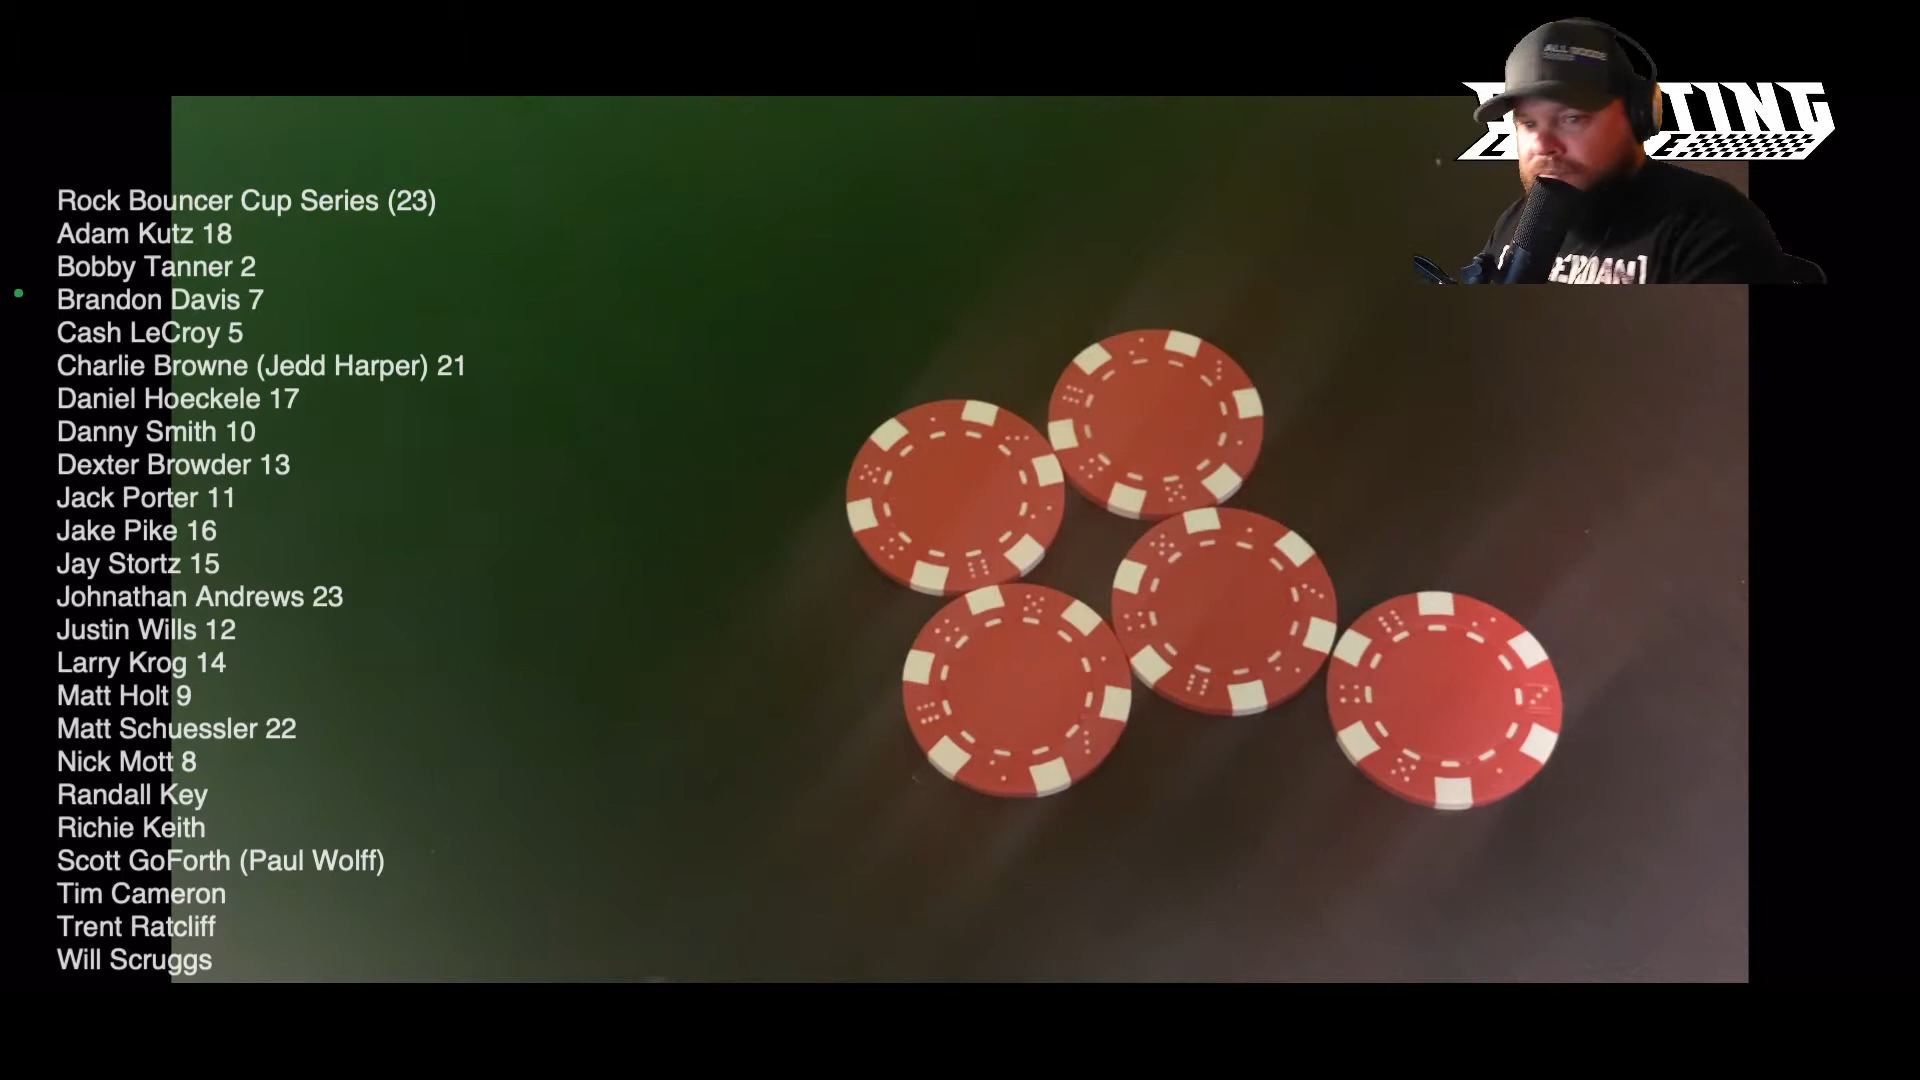 Rock Bouncer Cup Series (23)
Adam Kutz 18
Bobby Tanner 2
Brandon Davis 7
Cash LeCroy 5
Charlie Browne (Jedd Harper) 21
Daniel Hoeckele 17
Danny Smith 10
Dexter Browder 13
Jack Porter 11
Jake Pike 16
Jay Stortz 15
Johnathan Andrews 23
Justin Wills 12
Larry Krog 14
Matt Holt 9
Matt Schuessler 22
Nick Mott 8
Randall Key
Richie Keith
Scott GoForth (Paul Wolff)
Tim Cameron
Trent Ratcliff
Will Scruggs